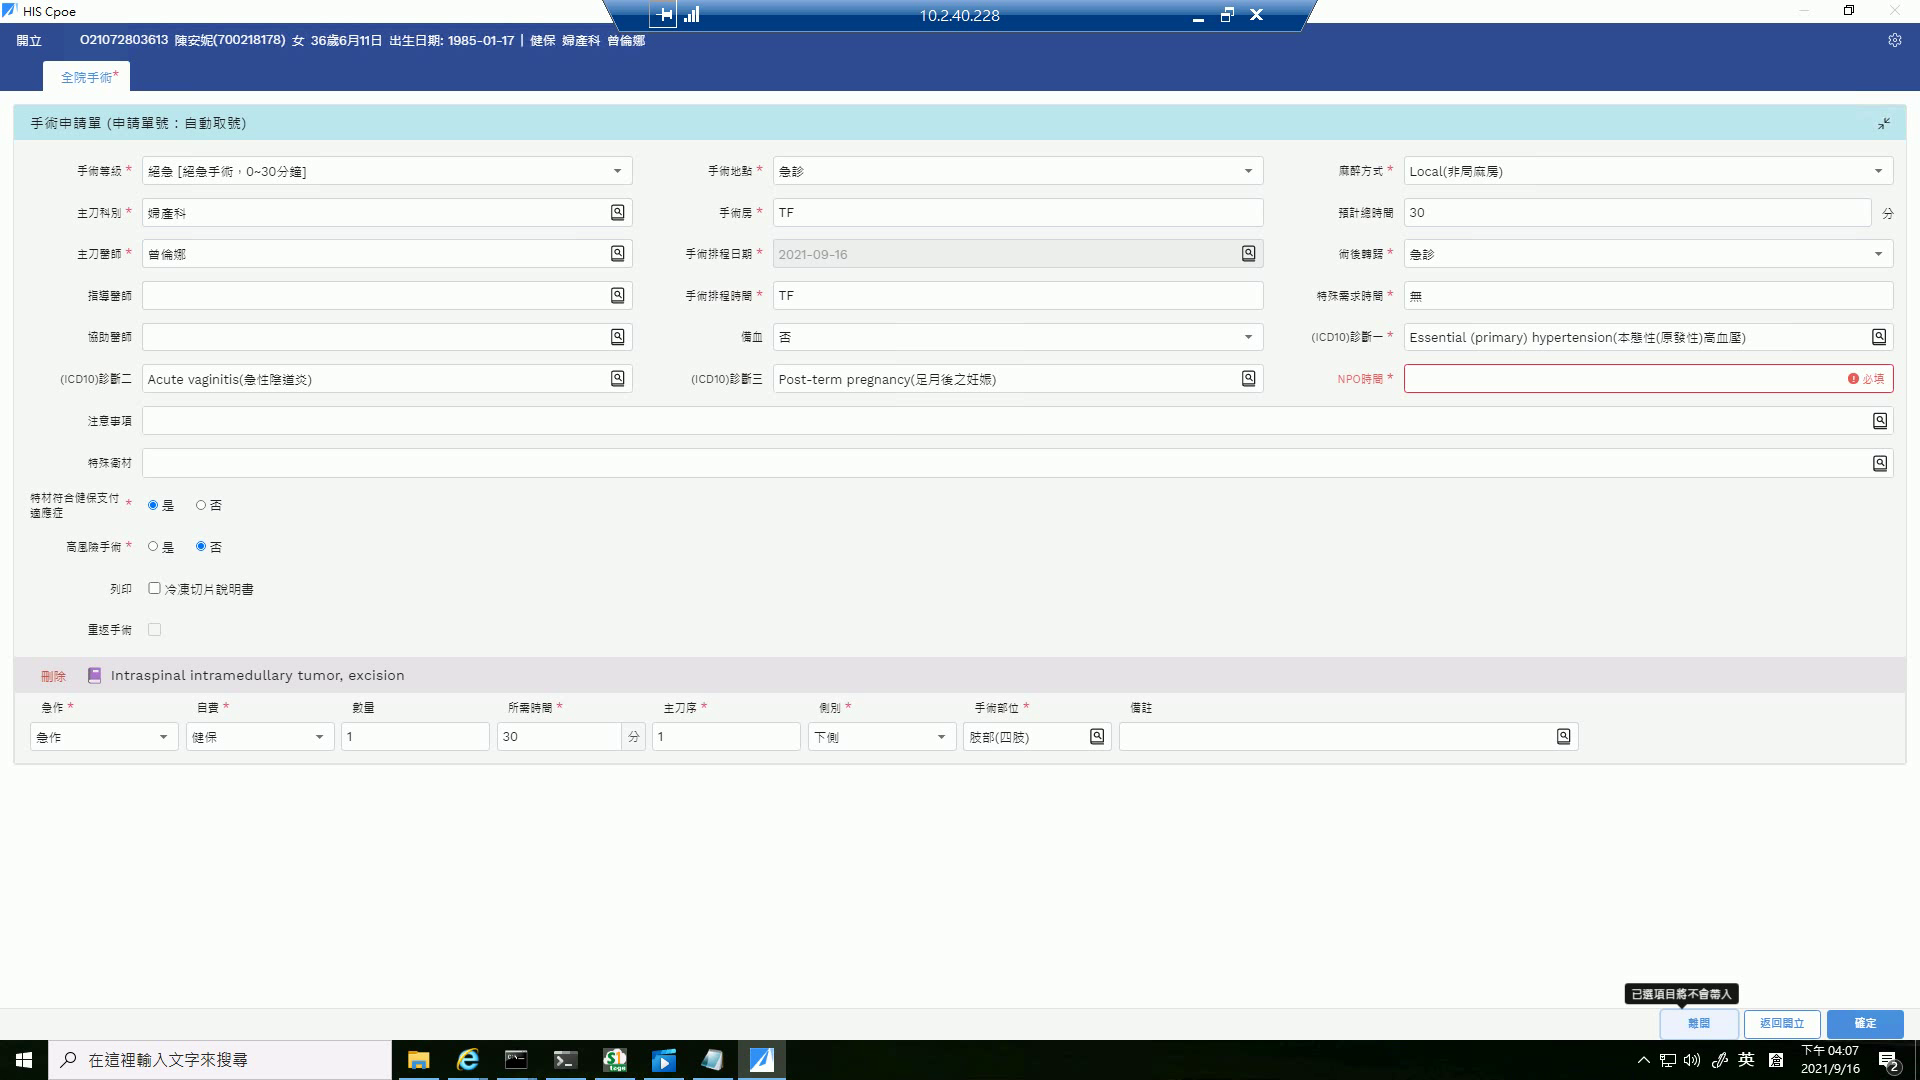 HIS Cpoe
10.2.40.228
開立 O21072803613 陳安妮(700218178) 女 36歲6月11日 出生日期: 1985-01-17 | 健保 婦產科 曾倫娜
全院手術*
手術申請單 (申請單號：自動取號)
手術等級 * 絕急 [絕急手術，0~30分鐘] 手術地點 * 急診 麻醉方式 * Local(非局麻房)
主刀科別 * 婦產科 手術房 * TF 預計總時間 30 分
主刀醫師 * 曾倫娜 手術排程日期 * 2021-09-16 術後轉歸 * 急診
指導醫師 手術排程時間 * TF 特殊需求時間 * 無
協助醫師 備血 否 (ICD10)診斷一 * Essential (primary) hypertension(本態性(原發性)高血壓)
(ICD10)診斷二 Acute vaginitis(急性陰道炎) (ICD10)診斷三 Post-term pregnancy(足月後之妊娠) NPO時間 * 必填
注意事項
特殊衛材
特材符合健保支付
適應症 * 是 否
高風險手術 * 是 否
列印 冷凍切片說明書
重返手術
刪除 Intraspinal intramedullary tumor, excision
急作 * 自費 * 數量 所需時間 * 主刀序 * 側別 * 手術部位 * 備註
急作 健保 1 30 分 1 下側 肢部(四肢)
已選項目將不會帶入
離開 返回開立 確定
在這裡輸入文字來搜尋
英
下午 04:07
2021/9/16
2